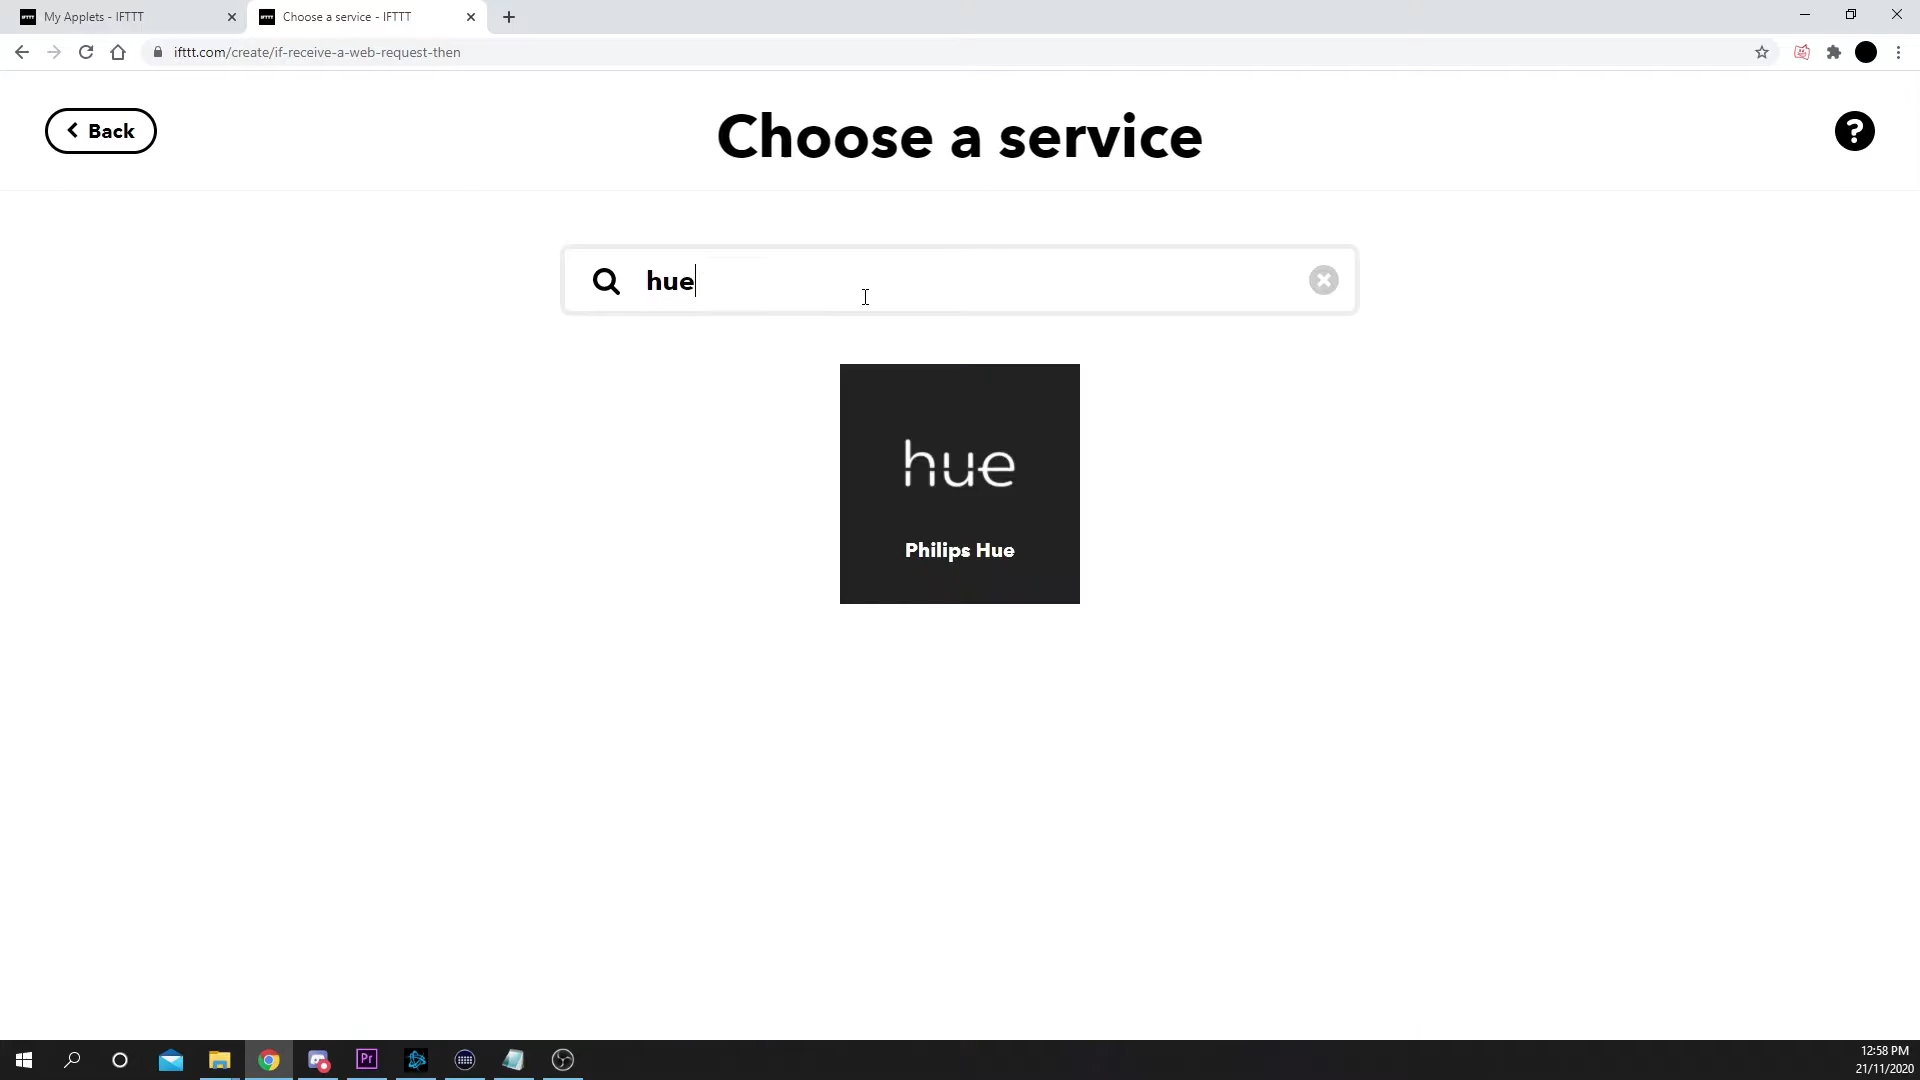 My Applets - IFTTT
Choose a service - IFTTT
ifttt.com/create/if-receive-a-web-request-then
Back
Choose a service
?
hue
hue
Philips Hue
Pr
12:58 PM
21/11/2020